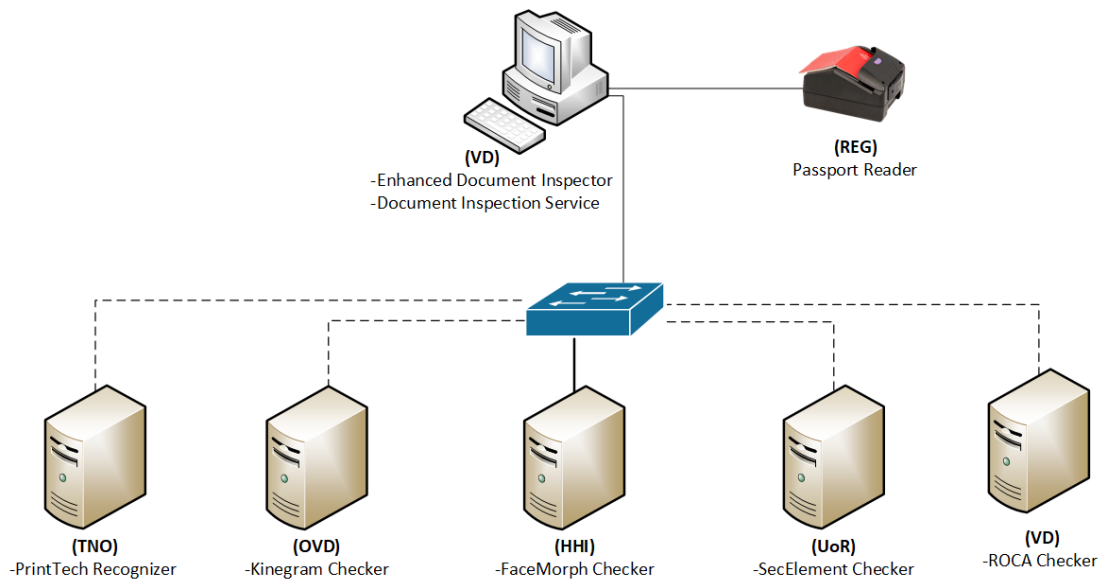 (VD)
-Enhanced Document Inspector
-Document Inspection Service
(REG)
Passport Reader
(TNO)
-PrintTech Recognizer
(OVD)
-Kinegram Checker
(HHI)
-FaceMorph Checker
(UoR)
-SecElement Checker
(VD)
-ROCA Checker